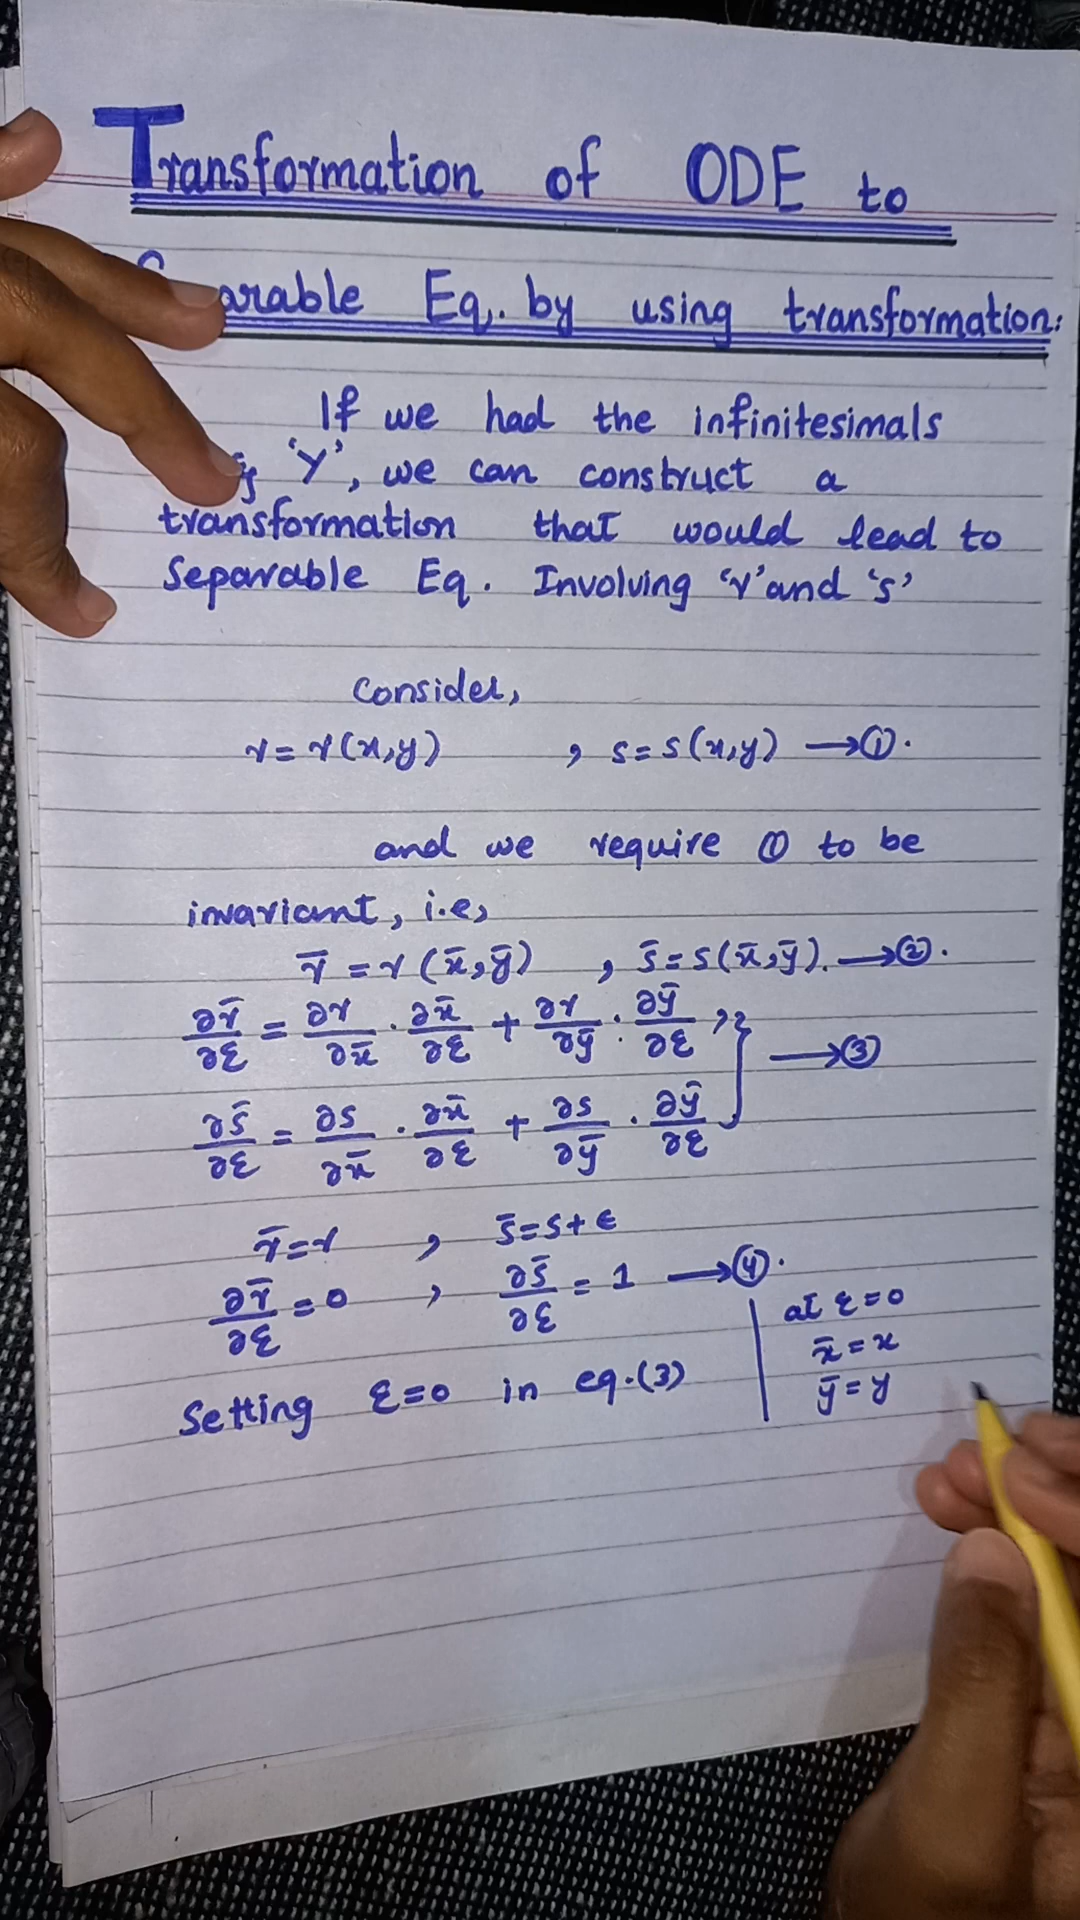 Transformation of ODE to
arable Eq. by using transformation:
If we had the infinitesimals
'Y', we can construct a
transformation that would lead to
Separable Eq. Involving 'r' and 's'
Consider,
r = r(x,y) , s = s(x,y) → ①.
and we require ① to be
invariant, i.e,
r̄ = r(x̄,ȳ) , s̄ = s(x̄,ȳ). → ②.
∂r̄/∂ε = ∂r/∂x̄ . ∂x̄/∂ε + ∂r/∂ȳ . ∂ȳ/∂ε , } → ③
∂s̄/∂ε = ∂s/∂x̄ . ∂x̄/∂ε + ∂s/∂ȳ . ∂ȳ/∂ε
r̄ = r , s̄ = s + ε
∂r̄/∂ε = 0 , ∂s̄/∂ε = 1 → ④.
Setting ε=0 in eq.(3)
at ε=0
x̄ = x
ȳ = y